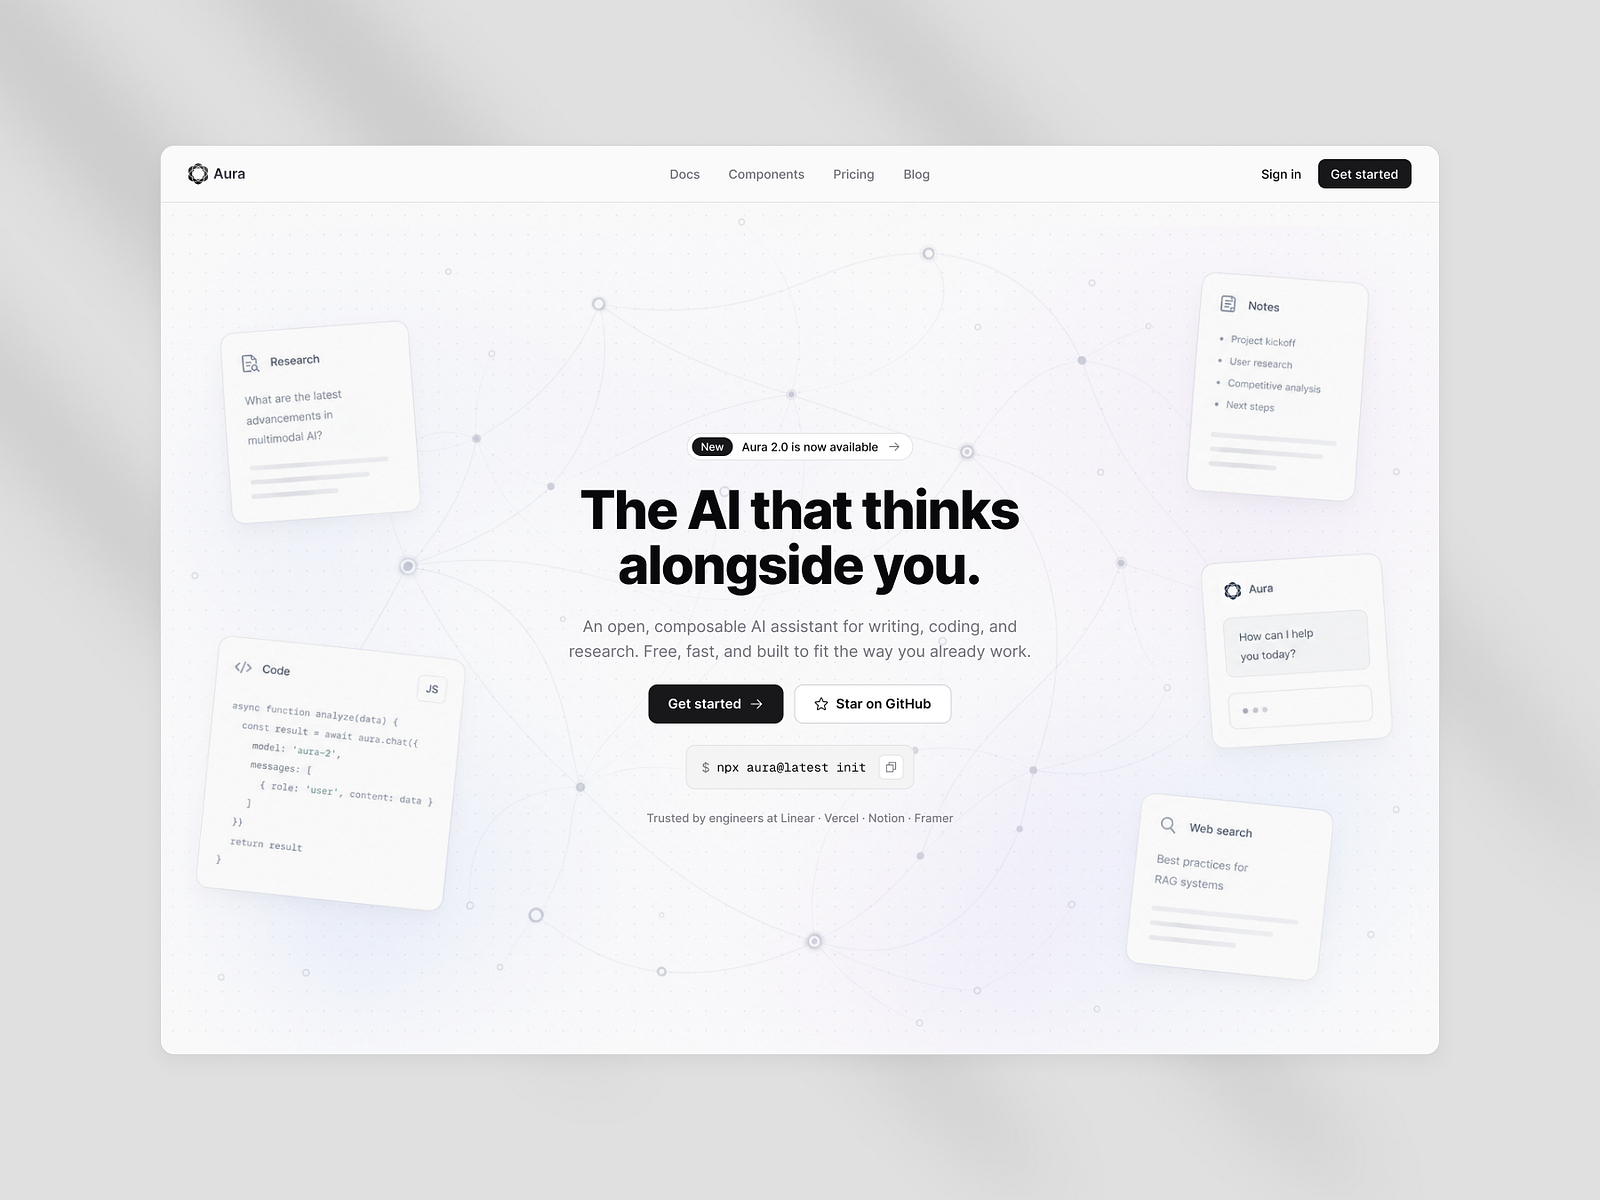 Aura
Docs
Components
Pricing
Blog
Sign in
Get started
Research
What are the latest
advancements in
multimodal AI?
Code
JS
async function analyze(data) {
const result = await aura.chat({
model: 'aura-2',
messages: [
{ role: 'user', content: data }
]
})
return result
}
New
Aura 2.0 is now available
The AI that thinks
alongside you.
An open, composable AI assistant for writing, coding, and
research. Free, fast, and built to fit the way you already work.
Get started
Star on GitHub
$ npx aura@latest init
Trusted by engineers at Linear · Vercel · Notion · Framer
Notes
• Project kickoff
• User research
• Competitive analysis
• Next steps
Aura
How can I help
you today?
Web search
Best practices for
RAG systems